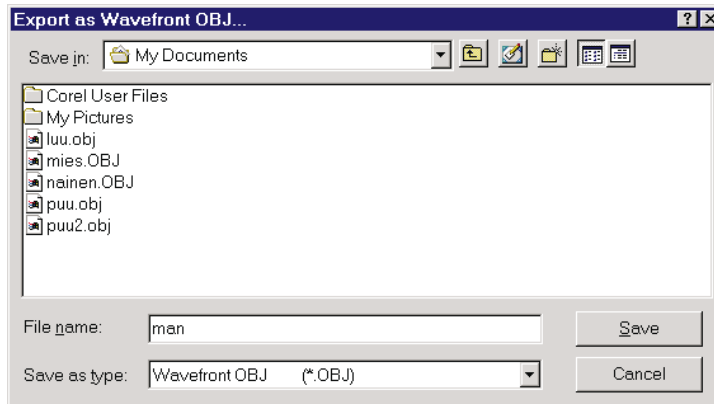 Export as Wavefront OBJ...
Save in: My Documents
Corel User Files
My Pictures
luu.obj
mies.OBJ
nainen.OBJ
puu.obj
puu2.obj
File name: man Save
Save as type: Wavefront OBJ (*.OBJ) Cancel